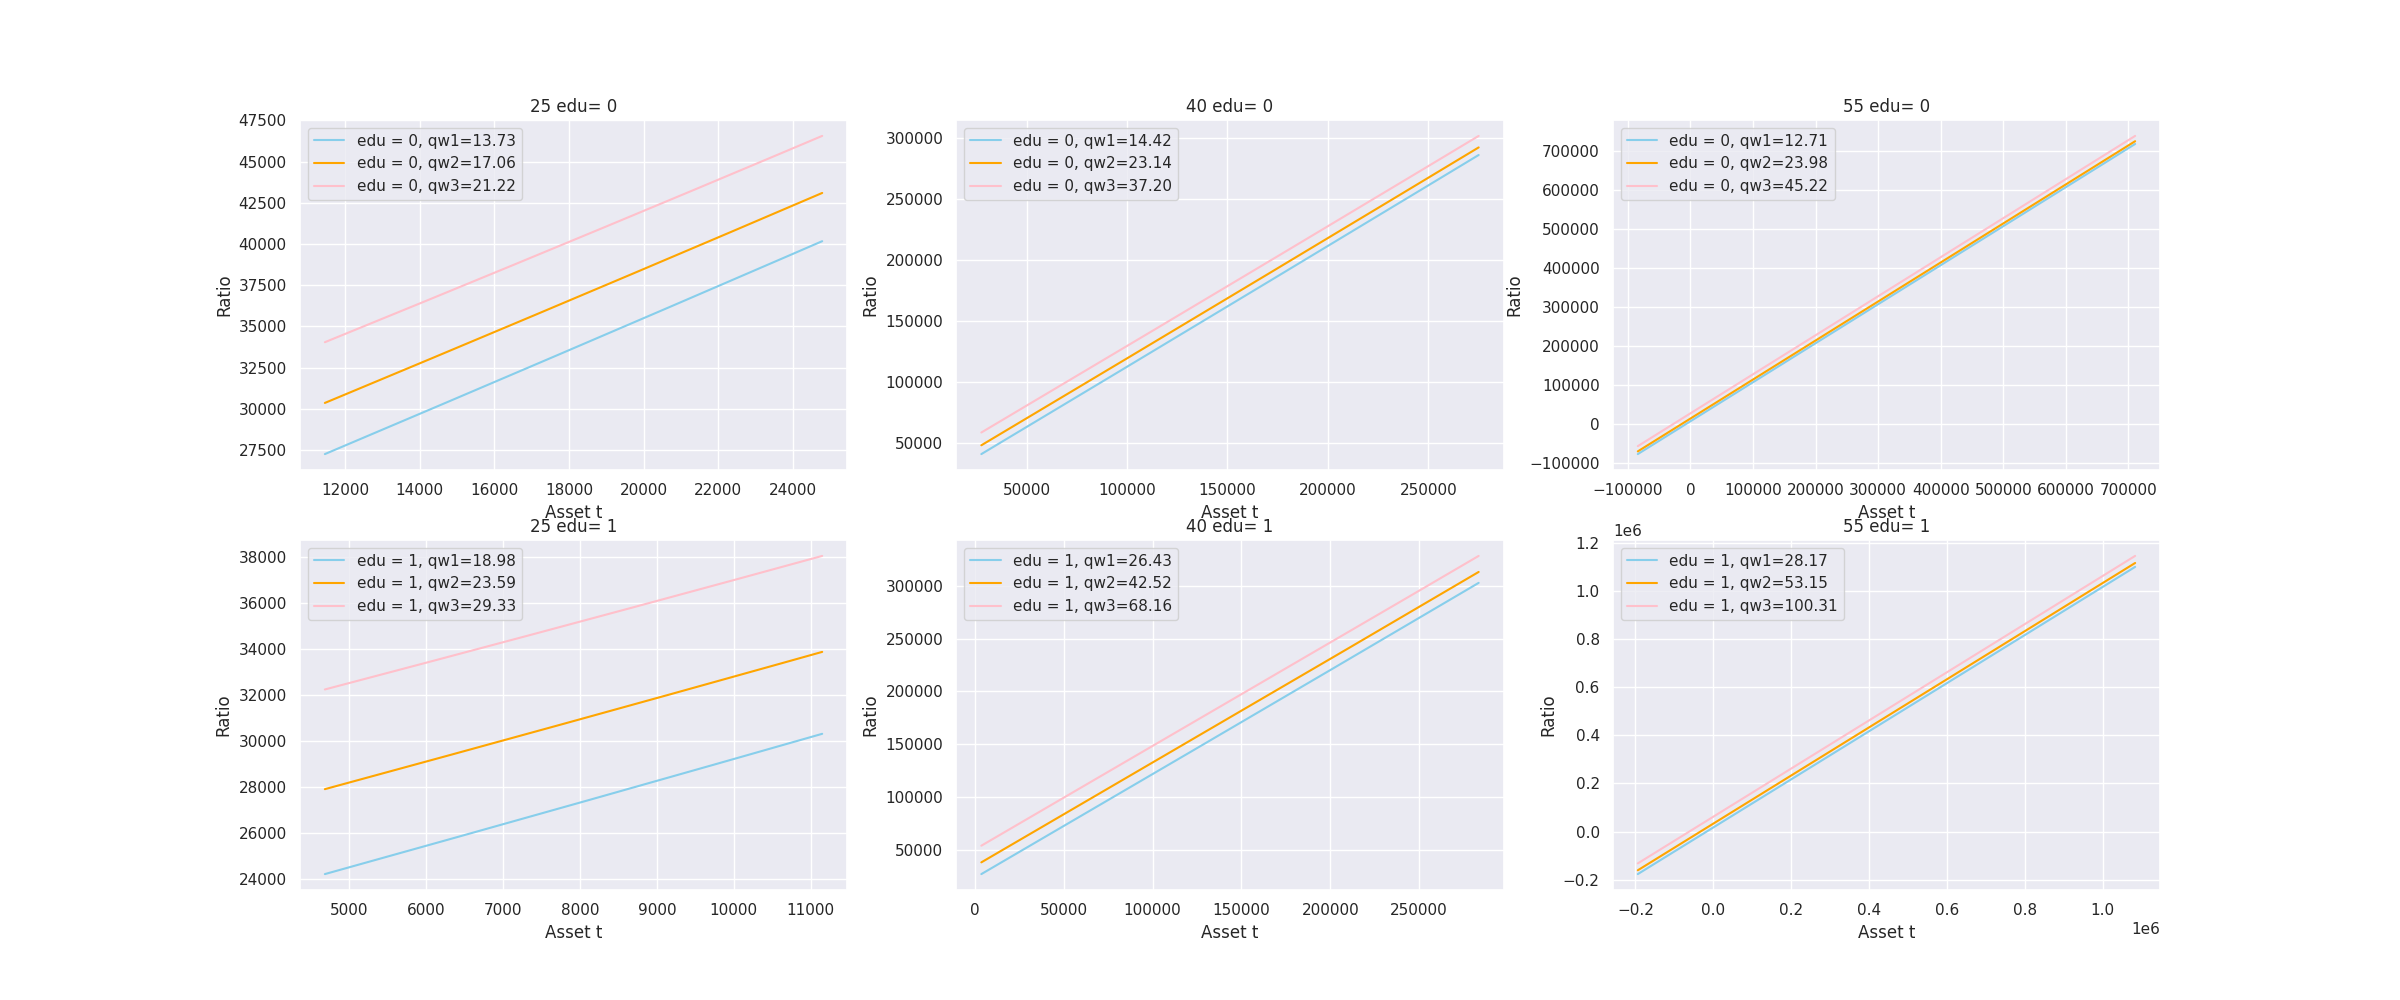 25 edu= 0
47500
45000
42500
40000
37500
35000
32500
30000
27500
Ratio
edu = 0, qw1=13.73
edu = 0, qw2=17.06
edu = 0, qw3=21.22
12000 14000 16000 18000 20000 22000 24000
Asset t
40 edu= 0
300000
250000
200000
150000
100000
50000
Ratio
edu = 0, qw1=14.42
edu = 0, qw2=23.14
edu = 0, qw3=37.20
50000 100000 150000 200000 250000
Asset t
55 edu= 0
700000
600000
500000
400000
300000
200000
100000
0
−100000
Ratio
edu = 0, qw1=12.71
edu = 0, qw2=23.98
edu = 0, qw3=45.22
−100000 0 100000 200000 300000 400000 500000 600000 700000
Asset t
25 edu= 1
38000
36000
34000
32000
30000
28000
26000
24000
Ratio
edu = 1, qw1=18.98
edu = 1, qw2=23.59
edu = 1, qw3=29.33
5000 6000 7000 8000 9000 10000 11000
Asset t
40 edu= 1
300000
250000
200000
150000
100000
50000
Ratio
edu = 1, qw1=26.43
edu = 1, qw2=42.52
edu = 1, qw3=68.16
0 50000 100000 150000 200000 250000
Asset t
55 edu= 1
1e6
1.2
1.0
0.8
0.6
0.4
0.2
0.0
−0.2
Ratio
edu = 1, qw1=28.17
edu = 1, qw2=53.15
edu = 1, qw3=100.31
−0.2 0.0 0.2 0.4 0.6 0.8 1.0
1e6
Asset t